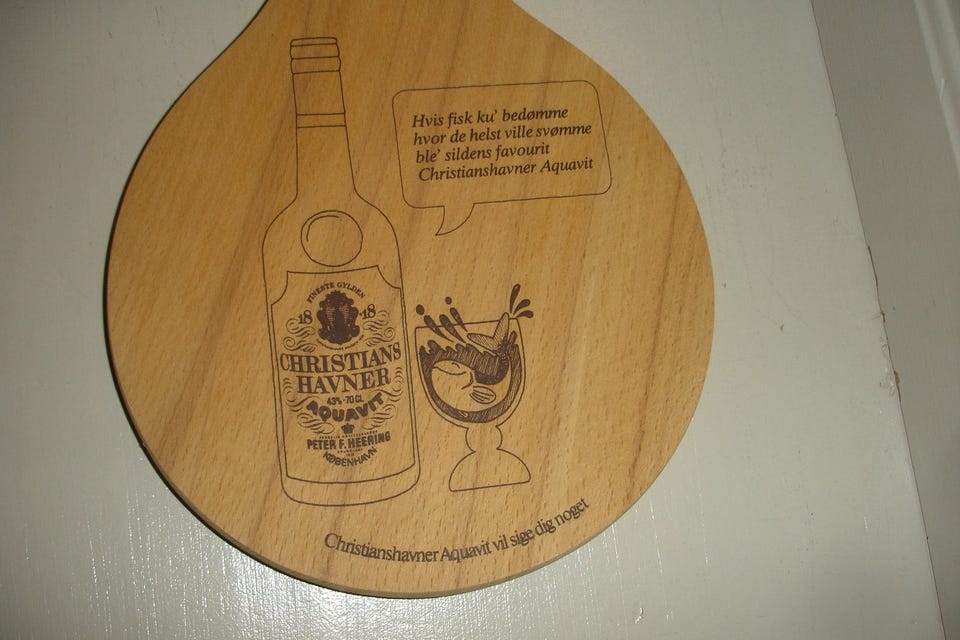 Hvis fisk ku' bedømme
hvor de helst ville svømme
ble' sildens favourit
Christianshavner Aquavit
FINESTE GYLDEN
18 18
CHRISTIANS
HAVNER
43%-70 CL.
AQUAVIT
PETER F. HEERING
KØBENHAVN
Christianshavner Aquavit vil sige dig noget